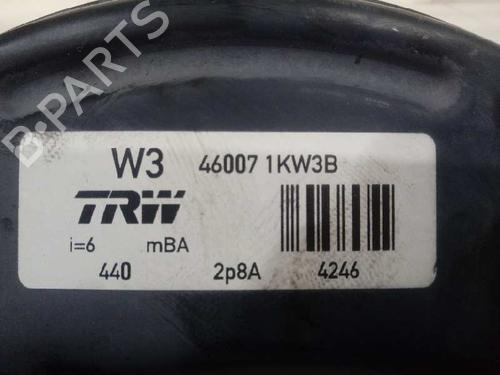 B-PARTS
W3 46007 1KW3B
TRW
i=6 mBA
440 2p8A 4246